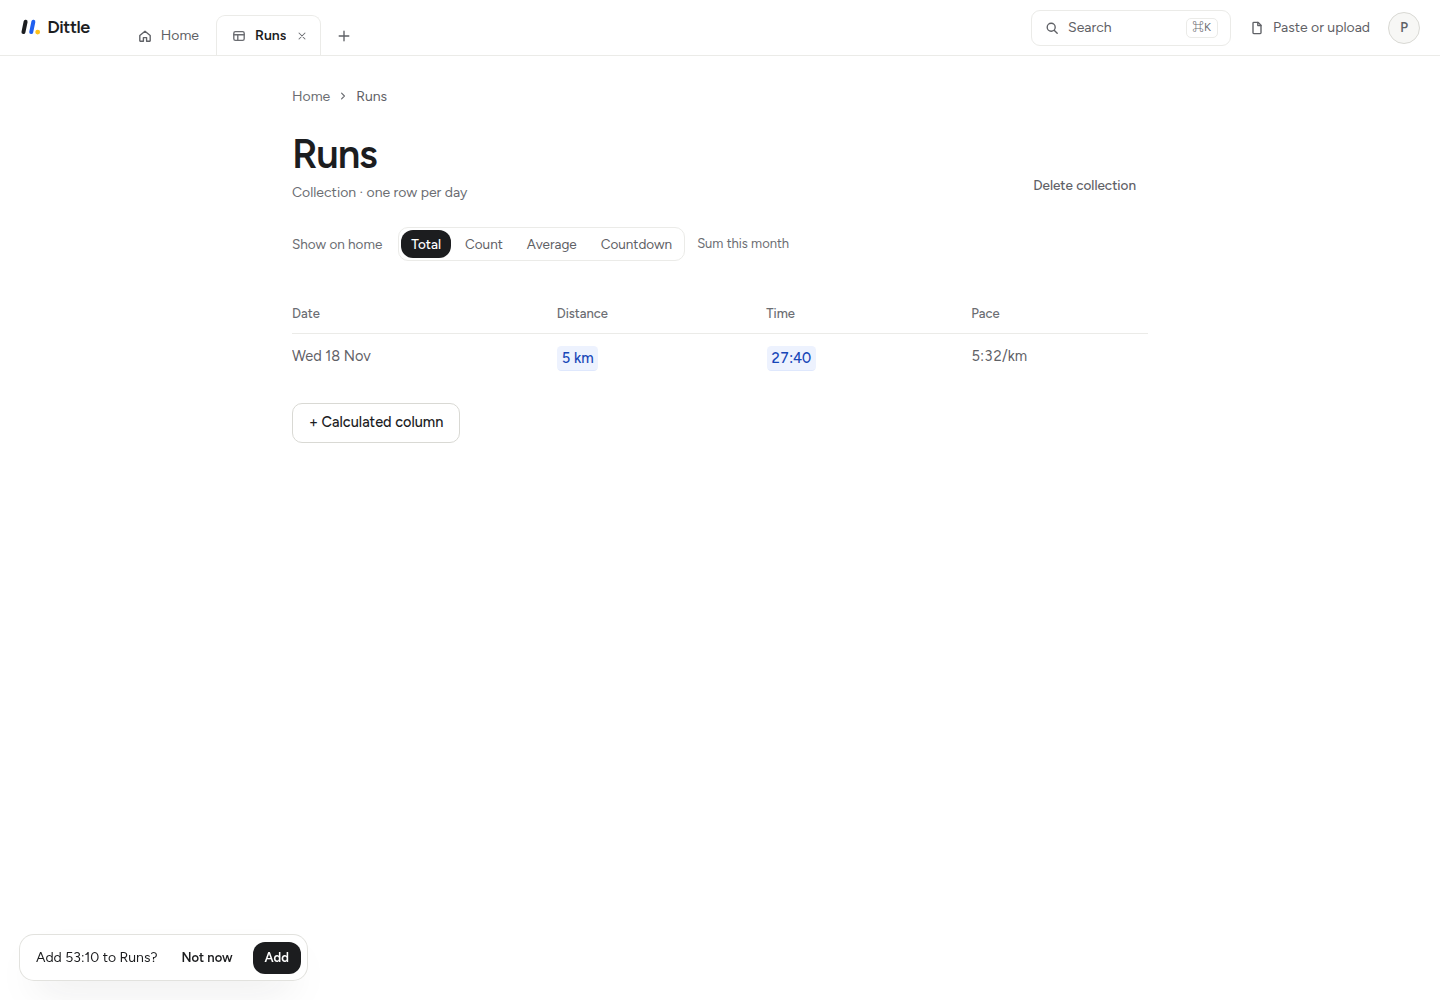 Dittle
Home
Runs
Search
⌘K
Paste or upload
P
Home > Runs
Runs
Collection · one row per day
Delete collection
Show on home
Total
Count
Average
Countdown
Sum this month
Date Distance Time Pace
Wed 18 Nov 5 km 27:40 5:32/km
+ Calculated column
Add 53:10 to Runs? Not now Add